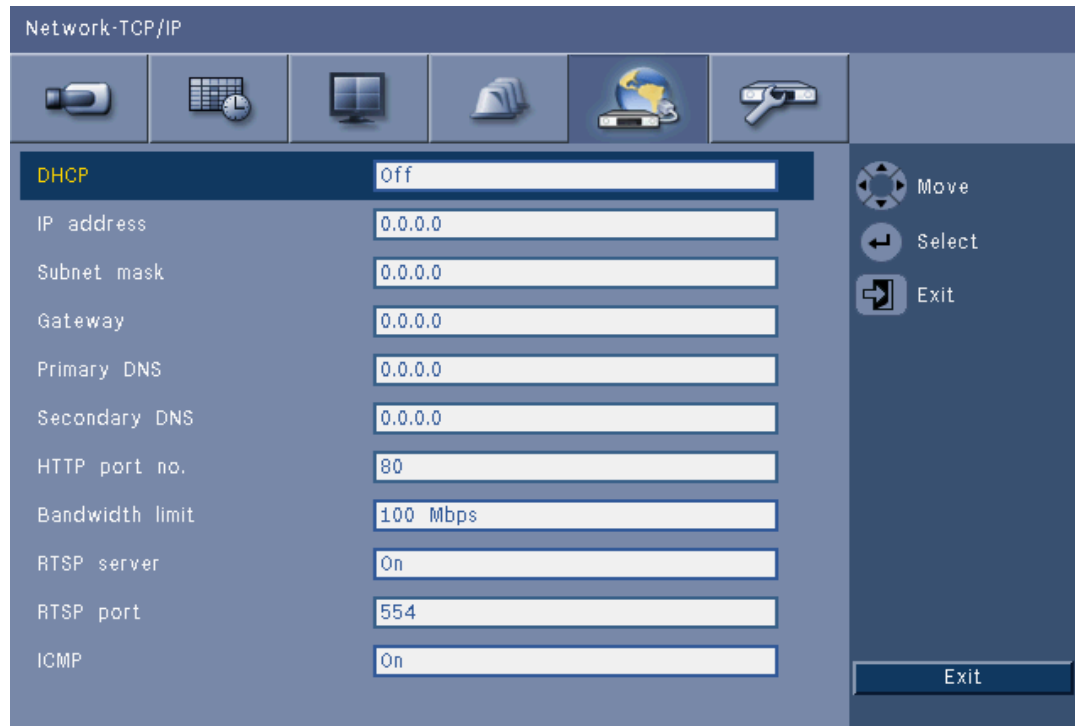 Network-TCP/IP
DHCP Off
IP address 0.0.0.0
Subnet mask 0.0.0.0
Gateway 0.0.0.0
Primary DNS 0.0.0.0
Secondary DNS 0.0.0.0
HTTP port no. 80
Bandwidth limit 100 Mbps
RTSP server On
RTSP port 554
ICMP On
Move
Select
Exit
Exit